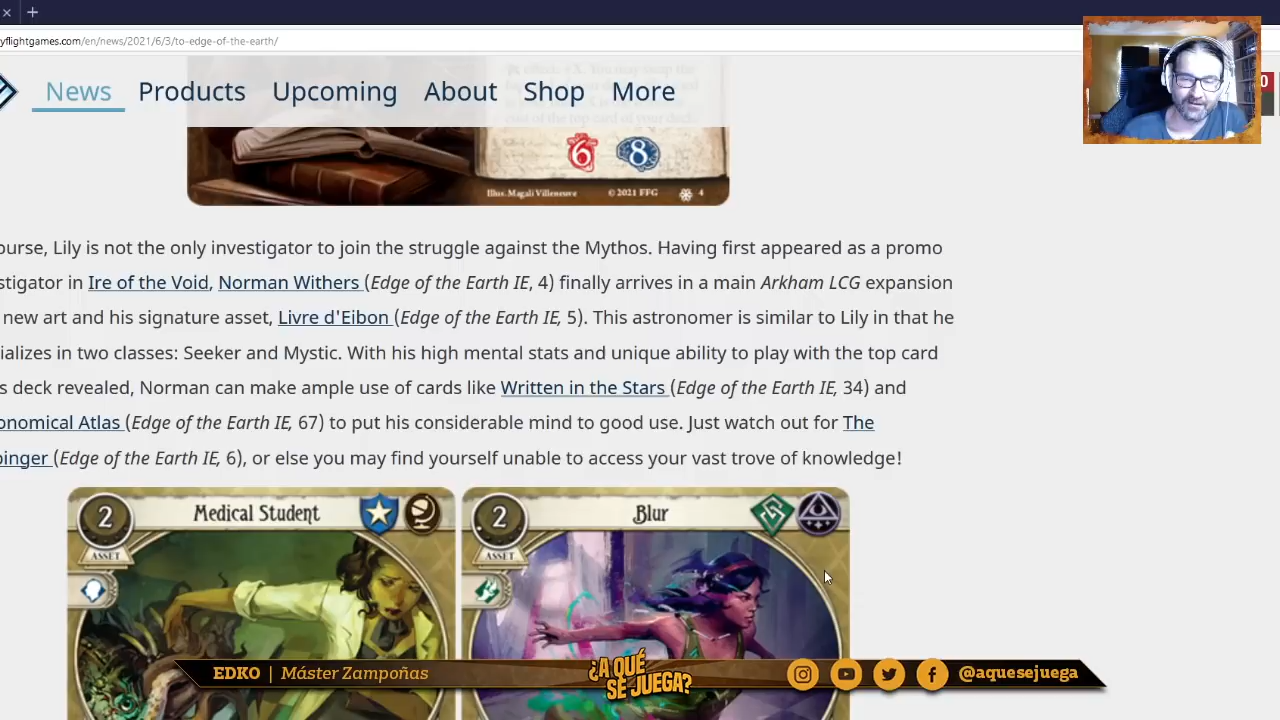 yflightgames.com/en/news/2021/6/3/to-edge-of-the-earth/
News Products Upcoming About Shop More
6 8
Illus. Magali Villeneuve © 2021 FFG 4
ourse, Lily is not the only investigator to join the struggle against the Mythos. Having first appeared as a promo
stigator in Ire of the Void, Norman Withers (Edge of the Earth IE, 4) finally arrives in a main Arkham LCG expansion
new art and his signature asset, Livre d'Eibon (Edge of the Earth IE, 5). This astronomer is similar to Lily in that he
ializes in two classes: Seeker and Mystic. With his high mental stats and unique ability to play with the top card
s deck revealed, Norman can make ample use of cards like Written in the Stars (Edge of the Earth IE, 34) and
onomical Atlas (Edge of the Earth IE, 67) to put his considerable mind to good use. Just watch out for The
binger (Edge of the Earth IE, 6), or else you may find yourself unable to access your vast trove of knowledge!
2 Medical Student
ASSET
2 Blur
ASSET
EDKO | Máster Zampoñas
¿A QUÉ
SE JUEGA?
@aquesejuega